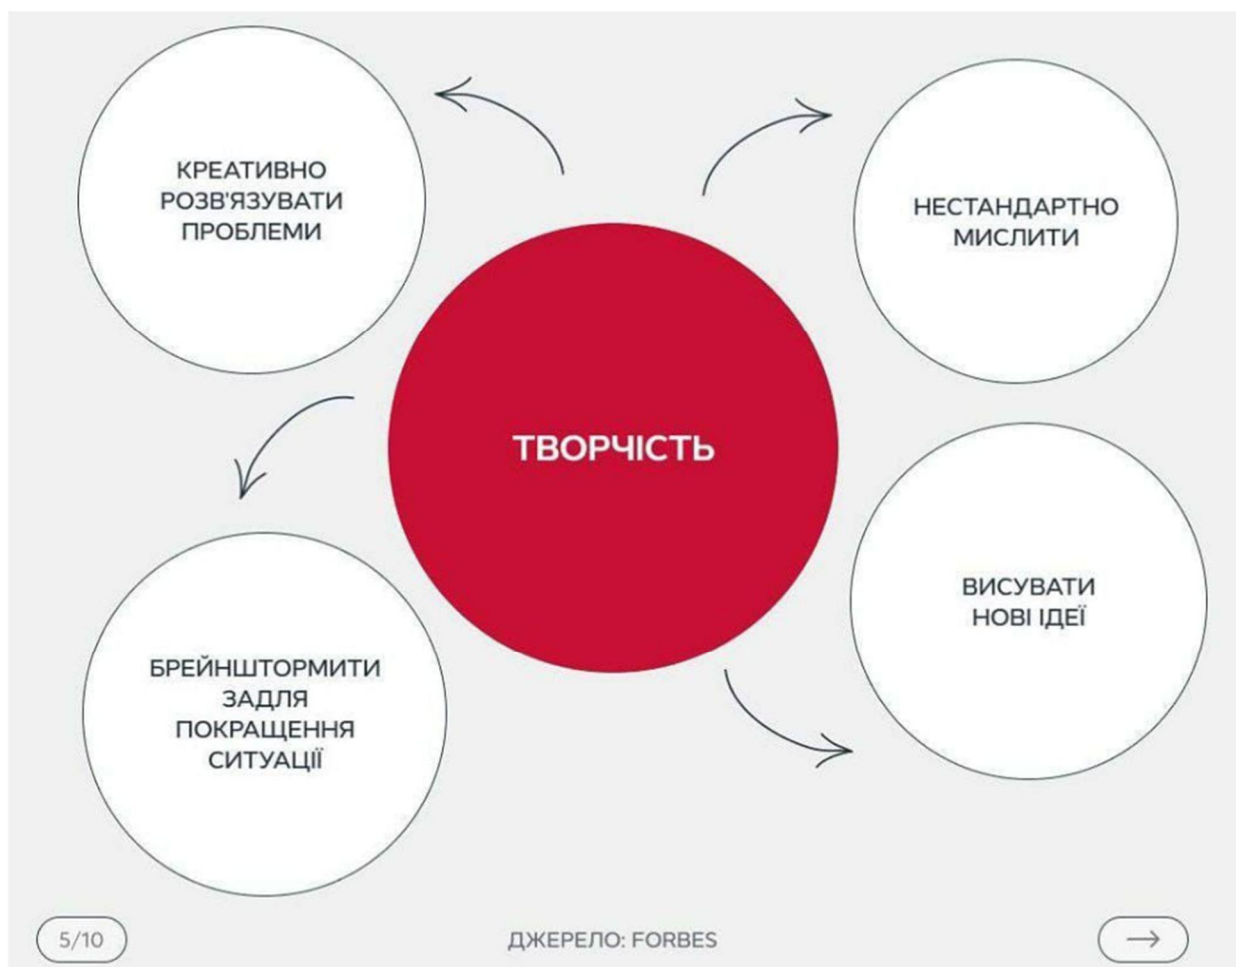 КРЕАТИВНО
РОЗВ'ЯЗУВАТИ
ПРОБЛЕМИ
НЕСТАНДАРТНО
МИСЛИТИ
ТВОРЧІСТЬ
БРЕЙНШТОРМИТИ
ЗАДЛЯ
ПОКРАЩЕННЯ
СИТУАЦІЇ
ВИСУВАТИ
НОВІ ІДЕЇ
5/10
ДЖЕРЕЛО: FORBES